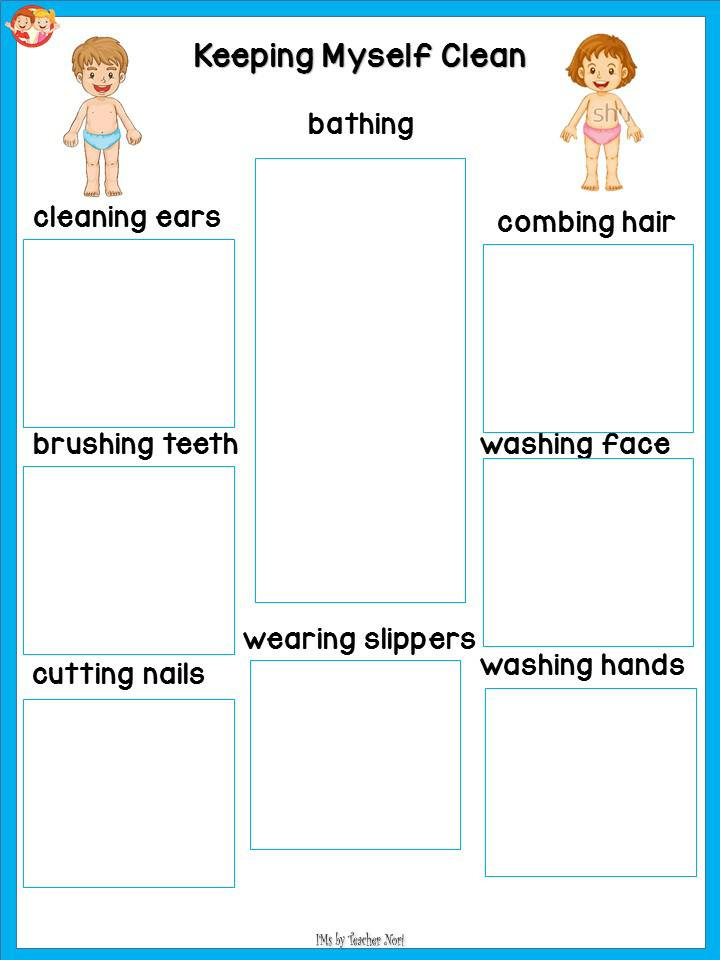 Keeping Myself Clean
bathing
cleaning ears
combing hair
brushing teeth
washing face
wearing slippers
cutting nails
washing hands
IMs by Teacher Nori